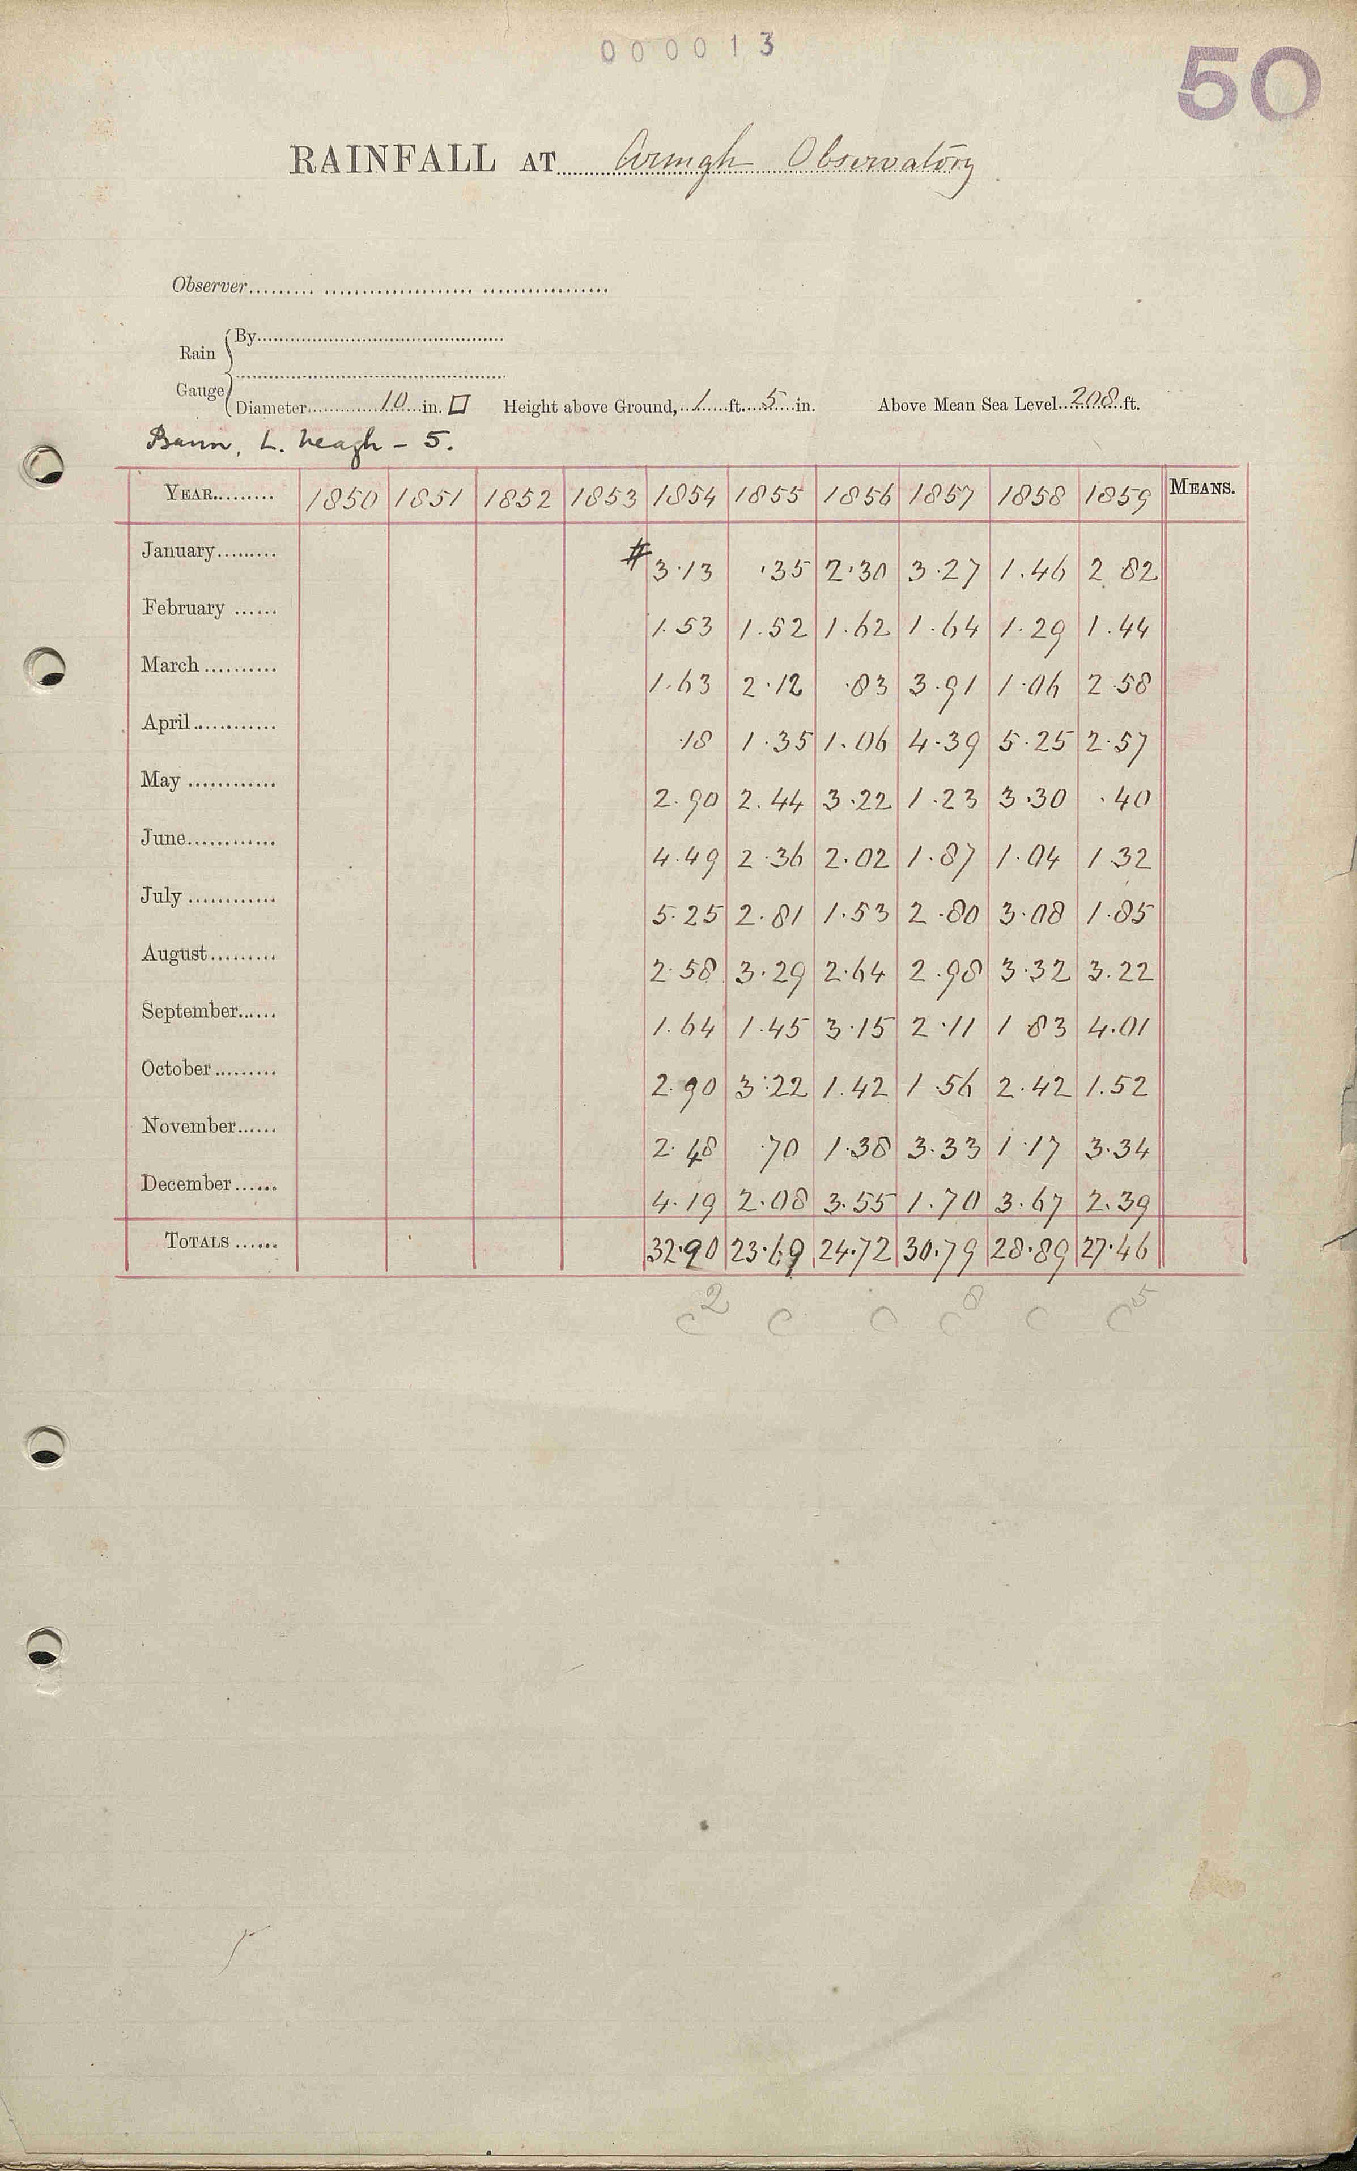 000013
50
RAINFALL AT Armagh Observatory
Observer
Rain Gauge { By
Diameter 10 in. □ Height above Ground, 1 ft. 5 in. Above Mean Sea Level 208 ft.
Bann, L. Neagh - 5.
YEAR 1850 1851 1852 1853 1854 1855 1856 1857 1858 1859 MEANS.
January # 3.13 .35 2.30 3.27 1.46 2.82
February 1.53 1.52 1.62 1.64 1.29 1.44
March 1.63 2.12 .83 3.91 1.06 2.58
April .18 1.35 1.06 4.39 5.25 2.57
May 2.90 2.44 3.22 1.23 3.30 .40
June 4.49 2.36 2.02 1.87 1.04 1.32
July 5.25 2.81 1.53 2.80 3.08 1.85
August 2.58 3.29 2.64 2.98 3.32 3.22
September 1.64 1.45 3.15 2.11 1.83 4.01
October 2.90 3.22 1.42 1.56 2.42 1.52
November 2.48 .70 1.38 3.33 1.17 3.34
December 4.19 2.08 3.55 1.70 3.67 2.39
TOTALS 32.90 23.69 24.72 30.79 28.89 27.46
c2 c c c8 c c5